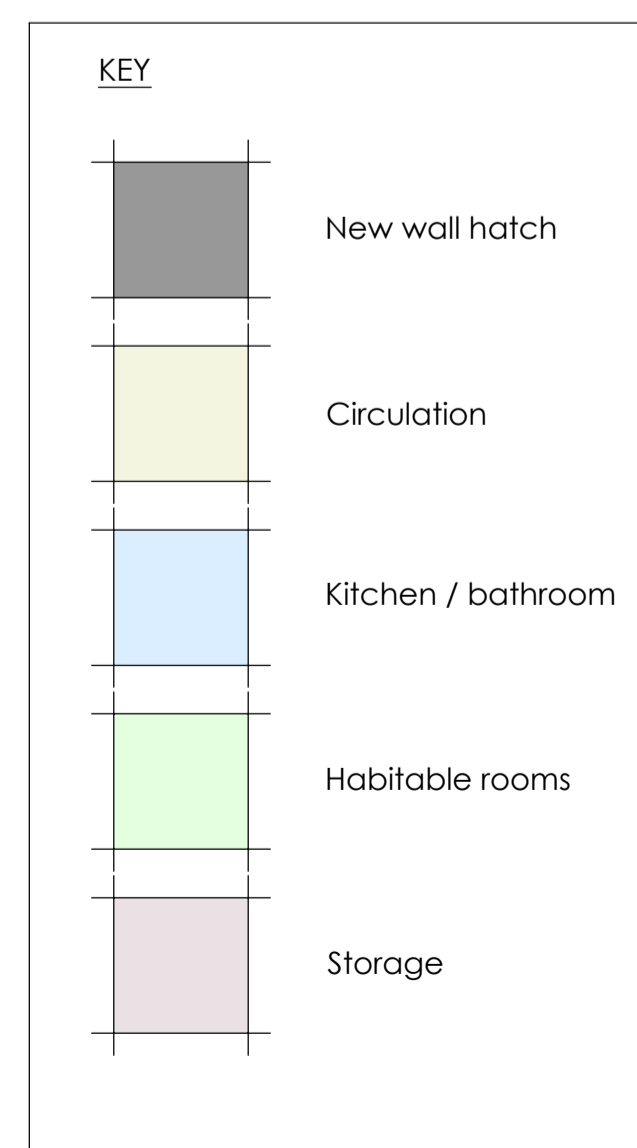 KEY
New wall hatch
Circulation
Kitchen / bathroom
Habitable rooms
Storage